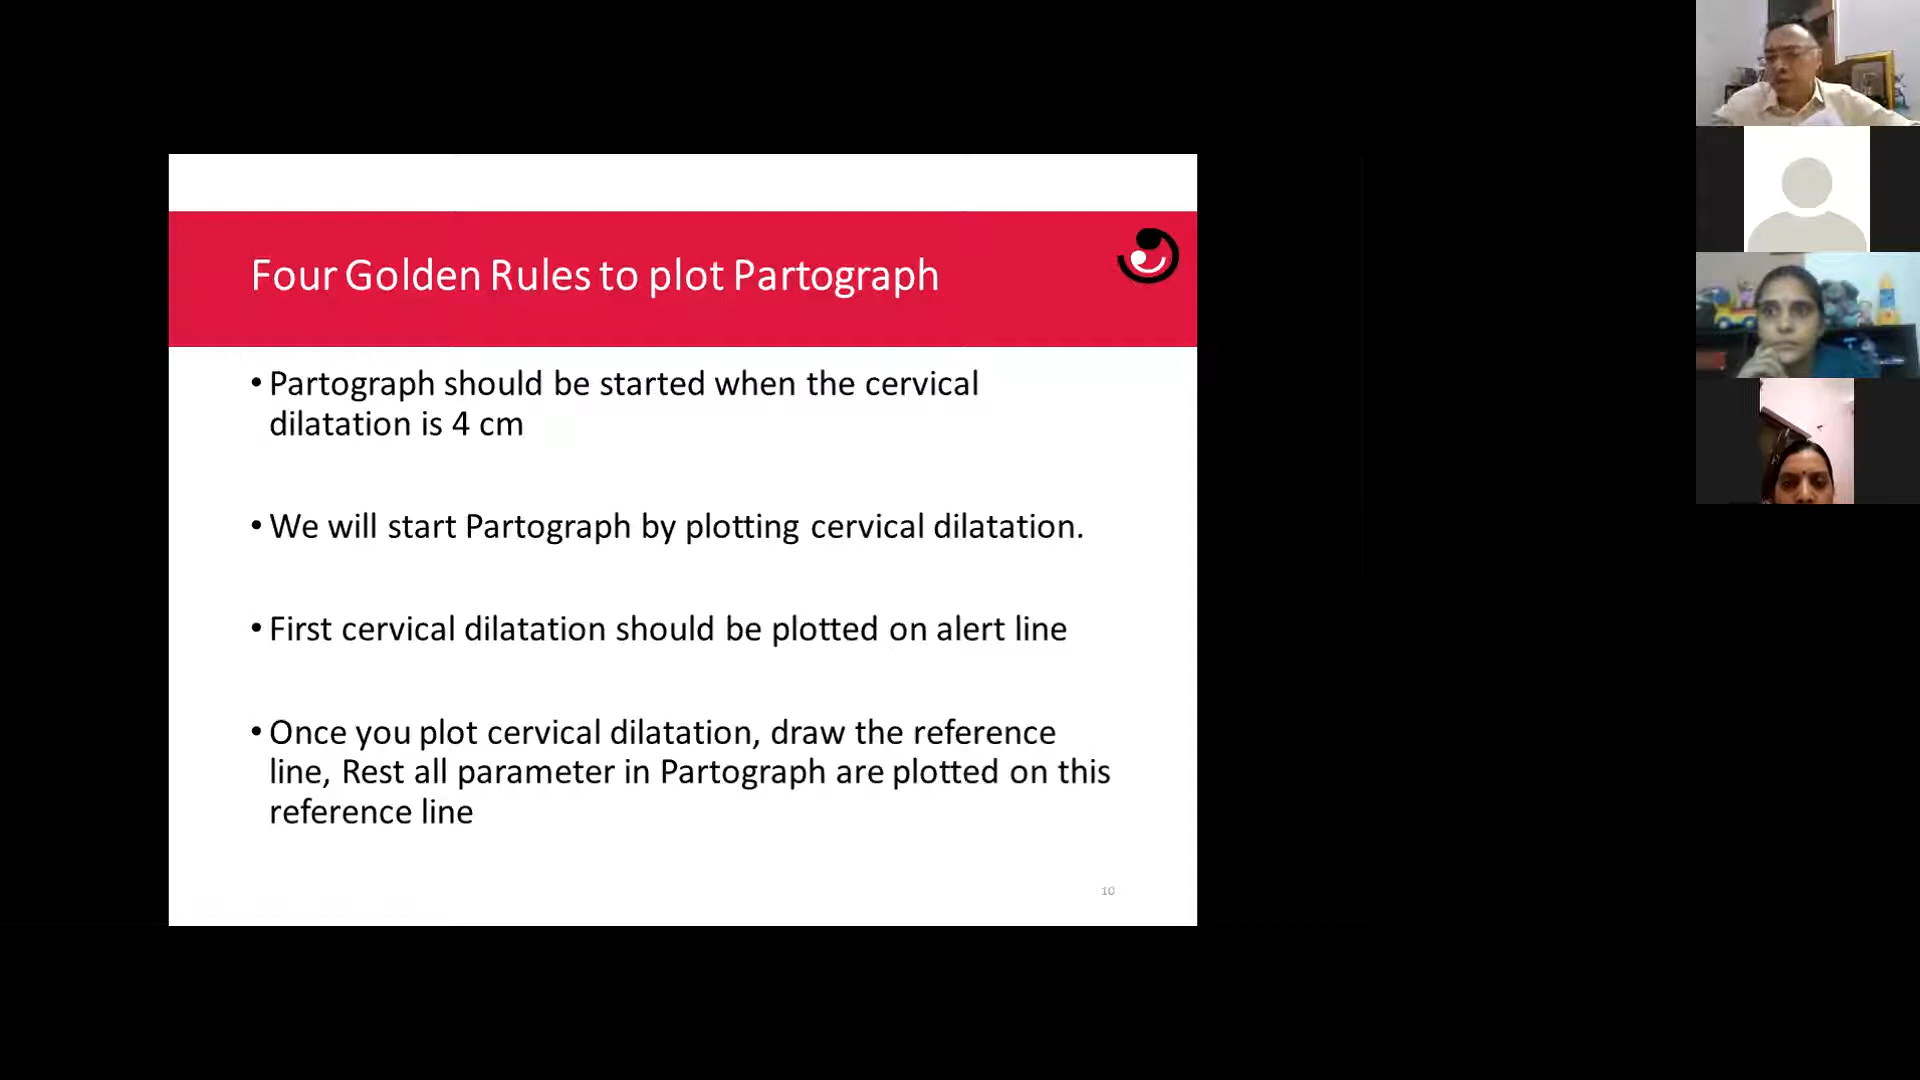 Four Golden Rules to plot Partograph
• Partograph should be started when the cervical
dilatation is 4 cm
• We will start Partograph by plotting cervical dilatation.
• First cervical dilatation should be plotted on alert line
• Once you plot cervical dilatation, draw the reference
line, Rest all parameter in Partograph are plotted on this
reference line
10